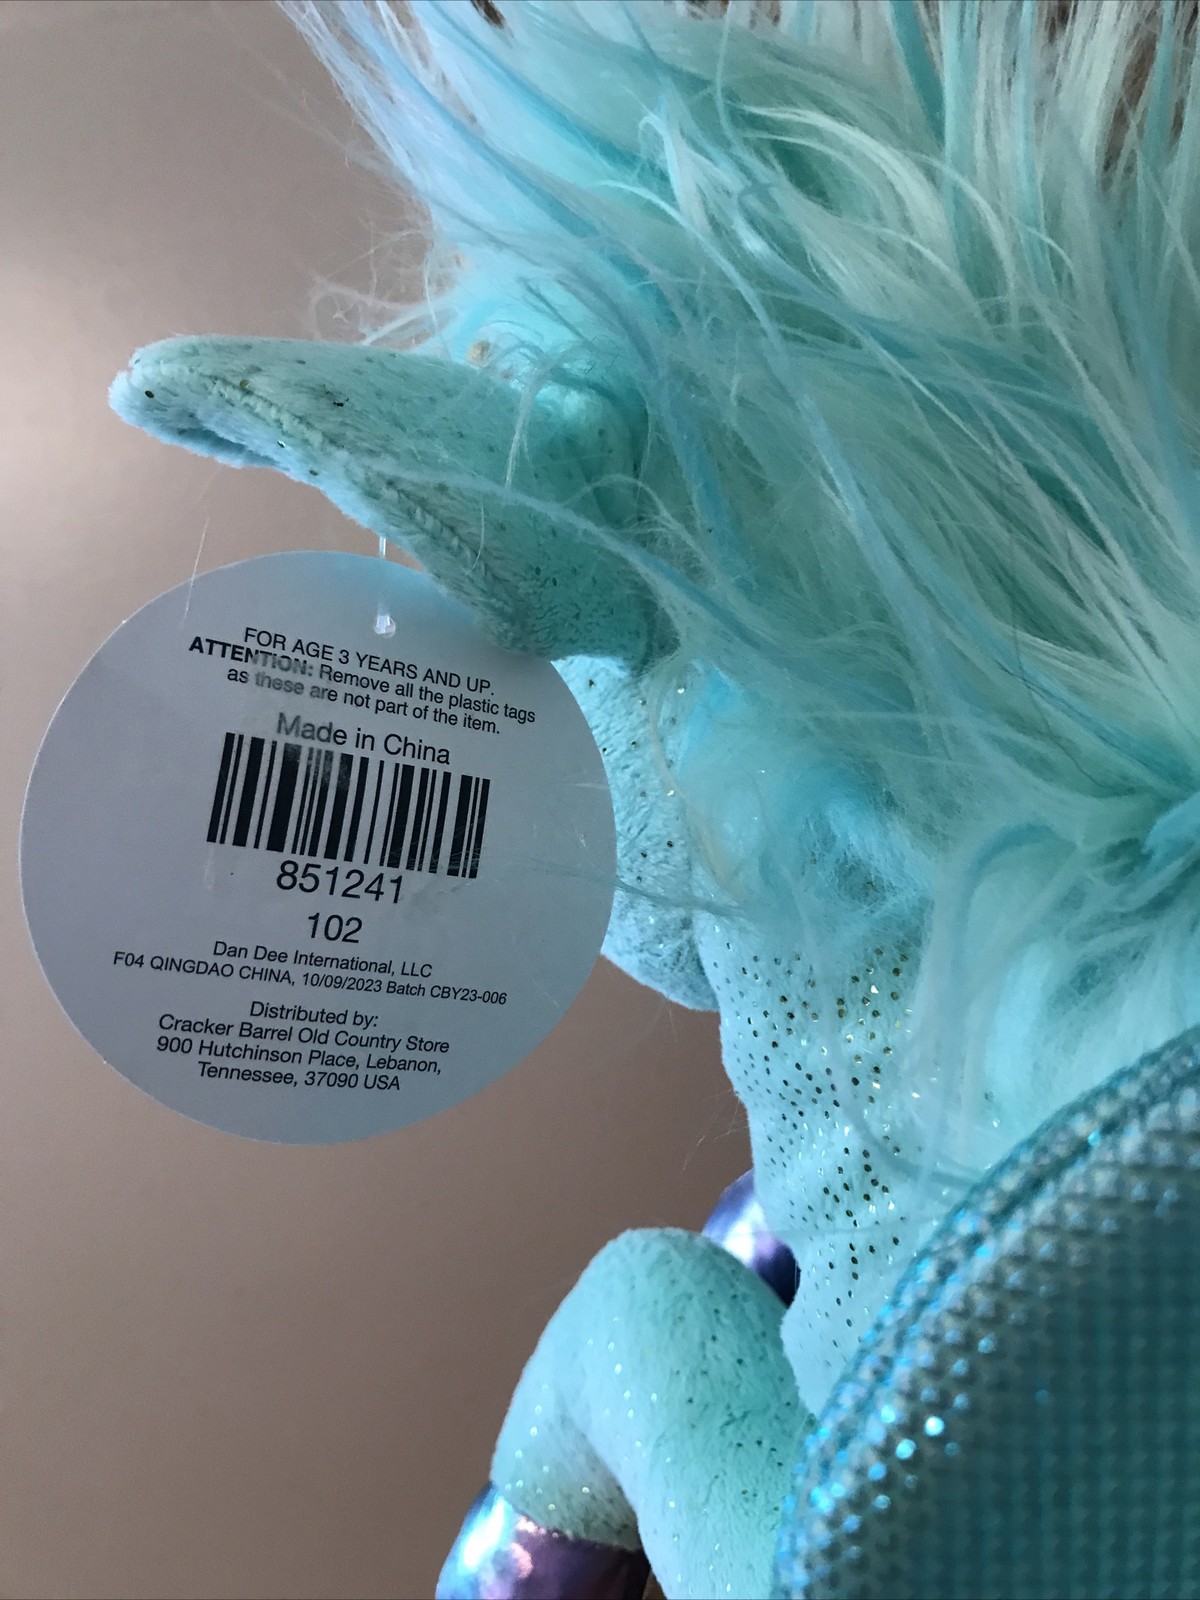 FOR AGE 3 YEARS AND UP.
ATTENTION: Remove all the plastic tags
as these are not part of the item.
Made in China
851241
102
Dan Dee International, LLC
F04 QINGDAO CHINA, 10/09/2023 Batch CBY23-006
Distributed by:
Cracker Barrel Old Country Store
900 Hutchinson Place, Lebanon,
Tennessee, 37090 USA